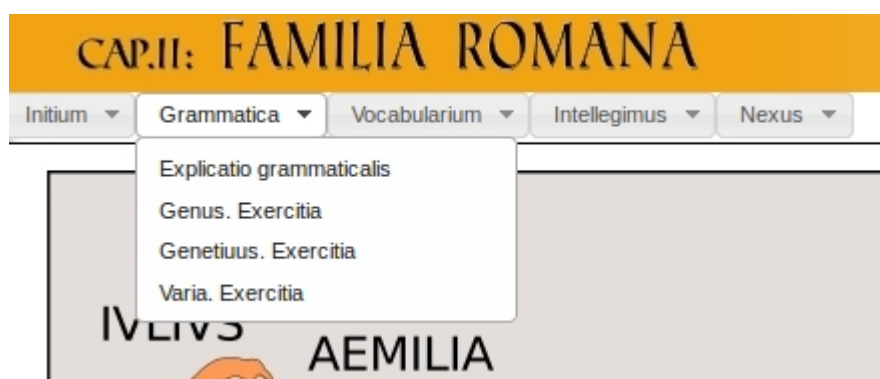 CAP.II: FAMILIA ROMANA
Initium Grammatica Vocabularium Intellegimus Nexus
Explicatio grammaticalis
Genus. Exercitia
Genetiuus. Exercitia
Varia. Exercitia
IVLIVS
AEMILIA